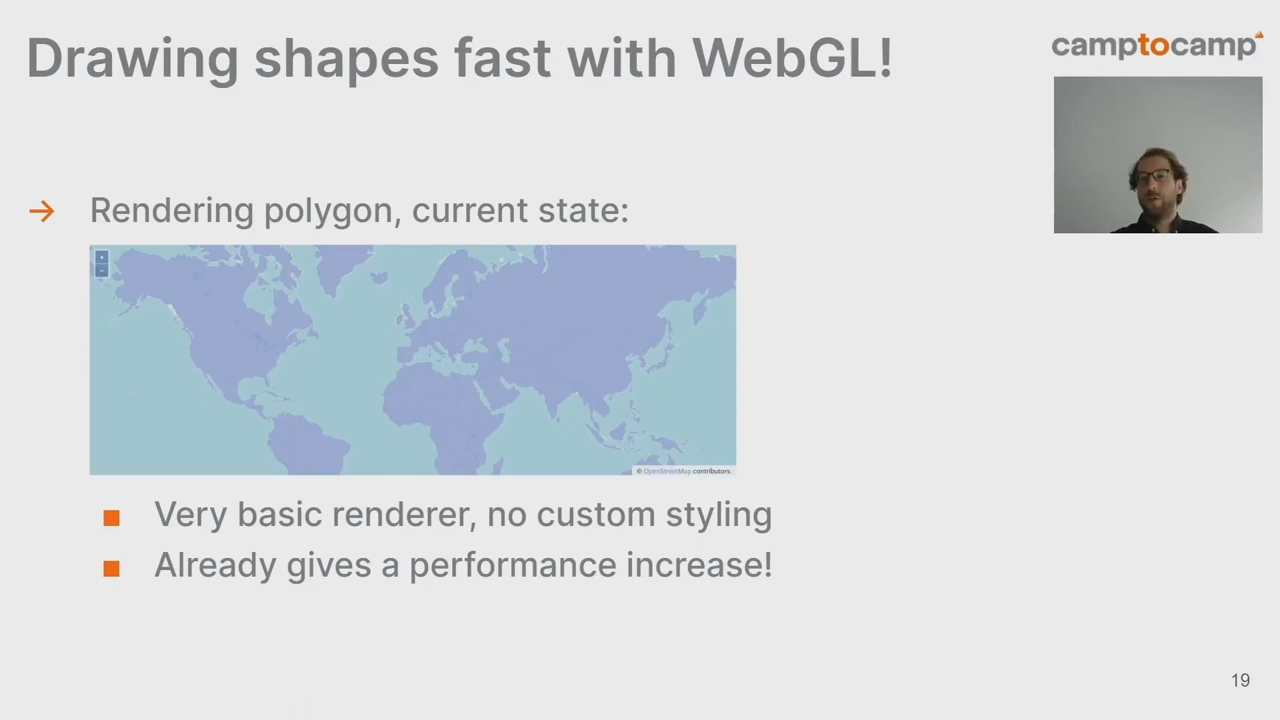 Drawing shapes fast with WebGL!
camptocamp
→ Rendering polygon, current state:
+
−
© OpenStreetMap contributors.
■ Very basic renderer, no custom styling
■ Already gives a performance increase!
19